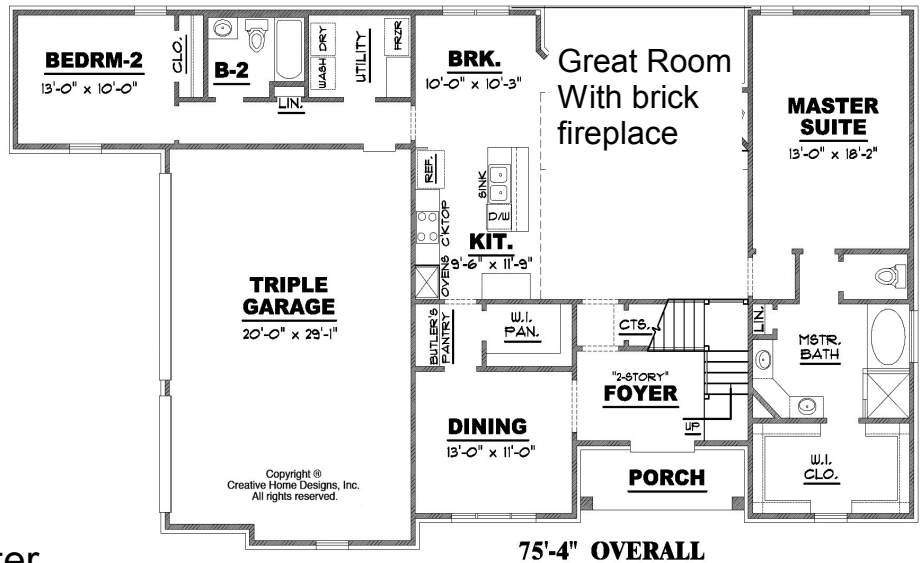 BEDRM-2
13'-0" x 10'-0"
CLO.
B-2
LIN.
WASH
DRY
UTILITY
FRZR
BRK.
10'-0" x 10'-3"
Great Room
With brick
fireplace
MASTER
SUITE
13'-0" x 18'-2"
REF.
SINK
D/W
OVENS C'KTOP
KIT.
9'-6" x 11'-9"
TRIPLE
GARAGE
20'-0" x 29'-1"
BUTLER'S
PANTRY
W.I.
PAN.
CTS.
LIN.
MSTR.
BATH
"2-STORY"
FOYER
UP
DINING
13'-0" x 11'-0"
W.I.
CLO.
PORCH
Copyright ®
Creative Home Designs, Inc.
All rights reserved.
75'-4" OVERALL